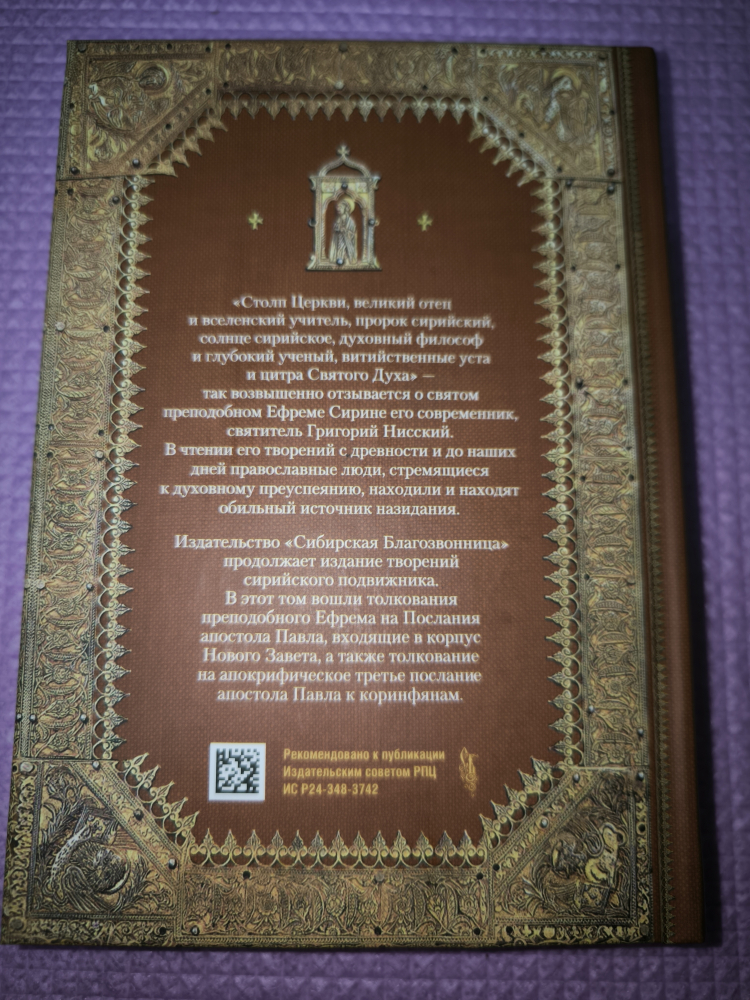 «Столп Церкви, великий отец
и вселенский учитель, пророк сирийский,
солнце сирийское, духовный философ
и глубокий ученый, витийственные уста
и цитра Святого Духа» —
так возвышенно отзывается о святом
преподобном Ефреме Сирине его современник,
святитель Григорий Нисский.
В чтении его творений с древности и до наших
дней православные люди, стремящиеся
к духовному преуспеянию, находили и находят
обильный источник назидания.
Издательство «Сибирская Благозвонница»
продолжает издание творений
сирийского подвижника.
В этот том вошли толкования
преподобного Ефрема на Послания
апостола Павла, входящие в корпус
Нового Завета, а также толкование
на апокрифическое третье послание
апостола Павла к коринфянам.
Рекомендовано к публикации
Издательским советом РПЦ
ИС Р24-348-3742